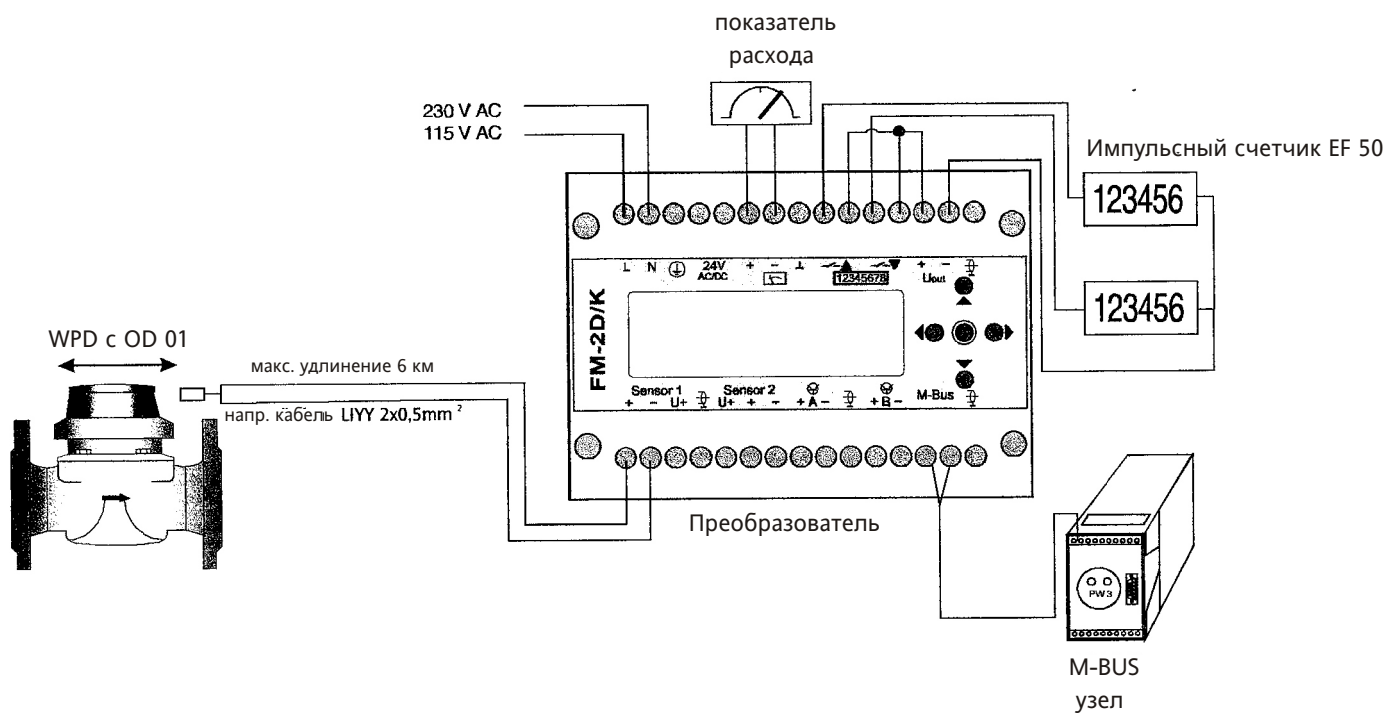 показатель
расхода
230 V AC
115 V AC
Импульсный счетчик EF 50
123456
L N 24V + - ⊥ + -
AC/DC 12345678 Uout
123456
FM-2D/K
WPD с OD 01
макс. удлинение 6 км
напр. кабель LIYY 2x0,5mm²
Sensor 1 Sensor 2 M-Bus
+ - U+ U+ + - + A - + B -
Преобразователь
PW3
M-BUS
узел